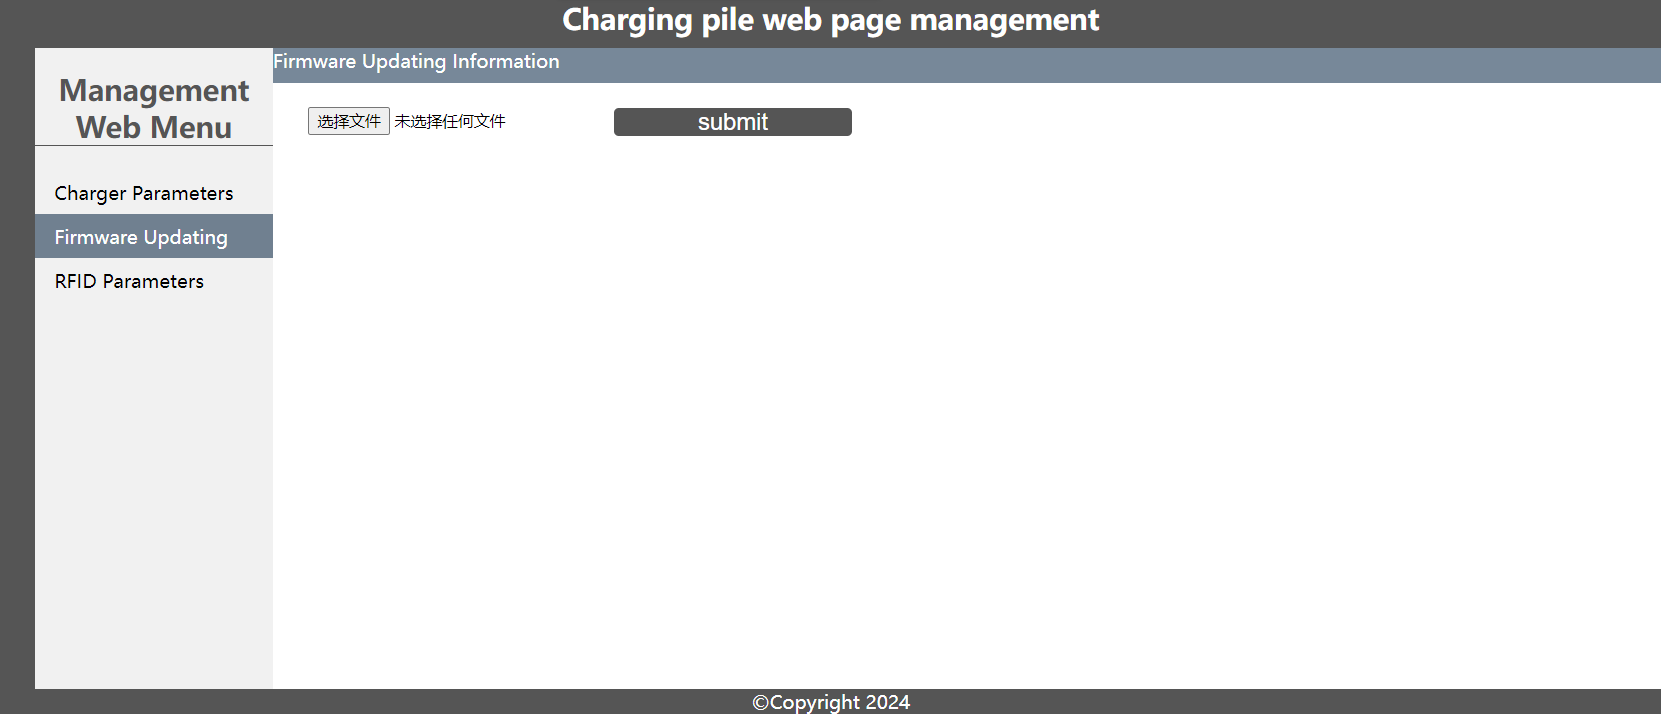 Charging pile web page management
Management
Web Menu
Charger Parameters
Firmware Updating
RFID Parameters
Firmware Updating Information
选择文件 未选择任何文件 submit
©Copyright 2024